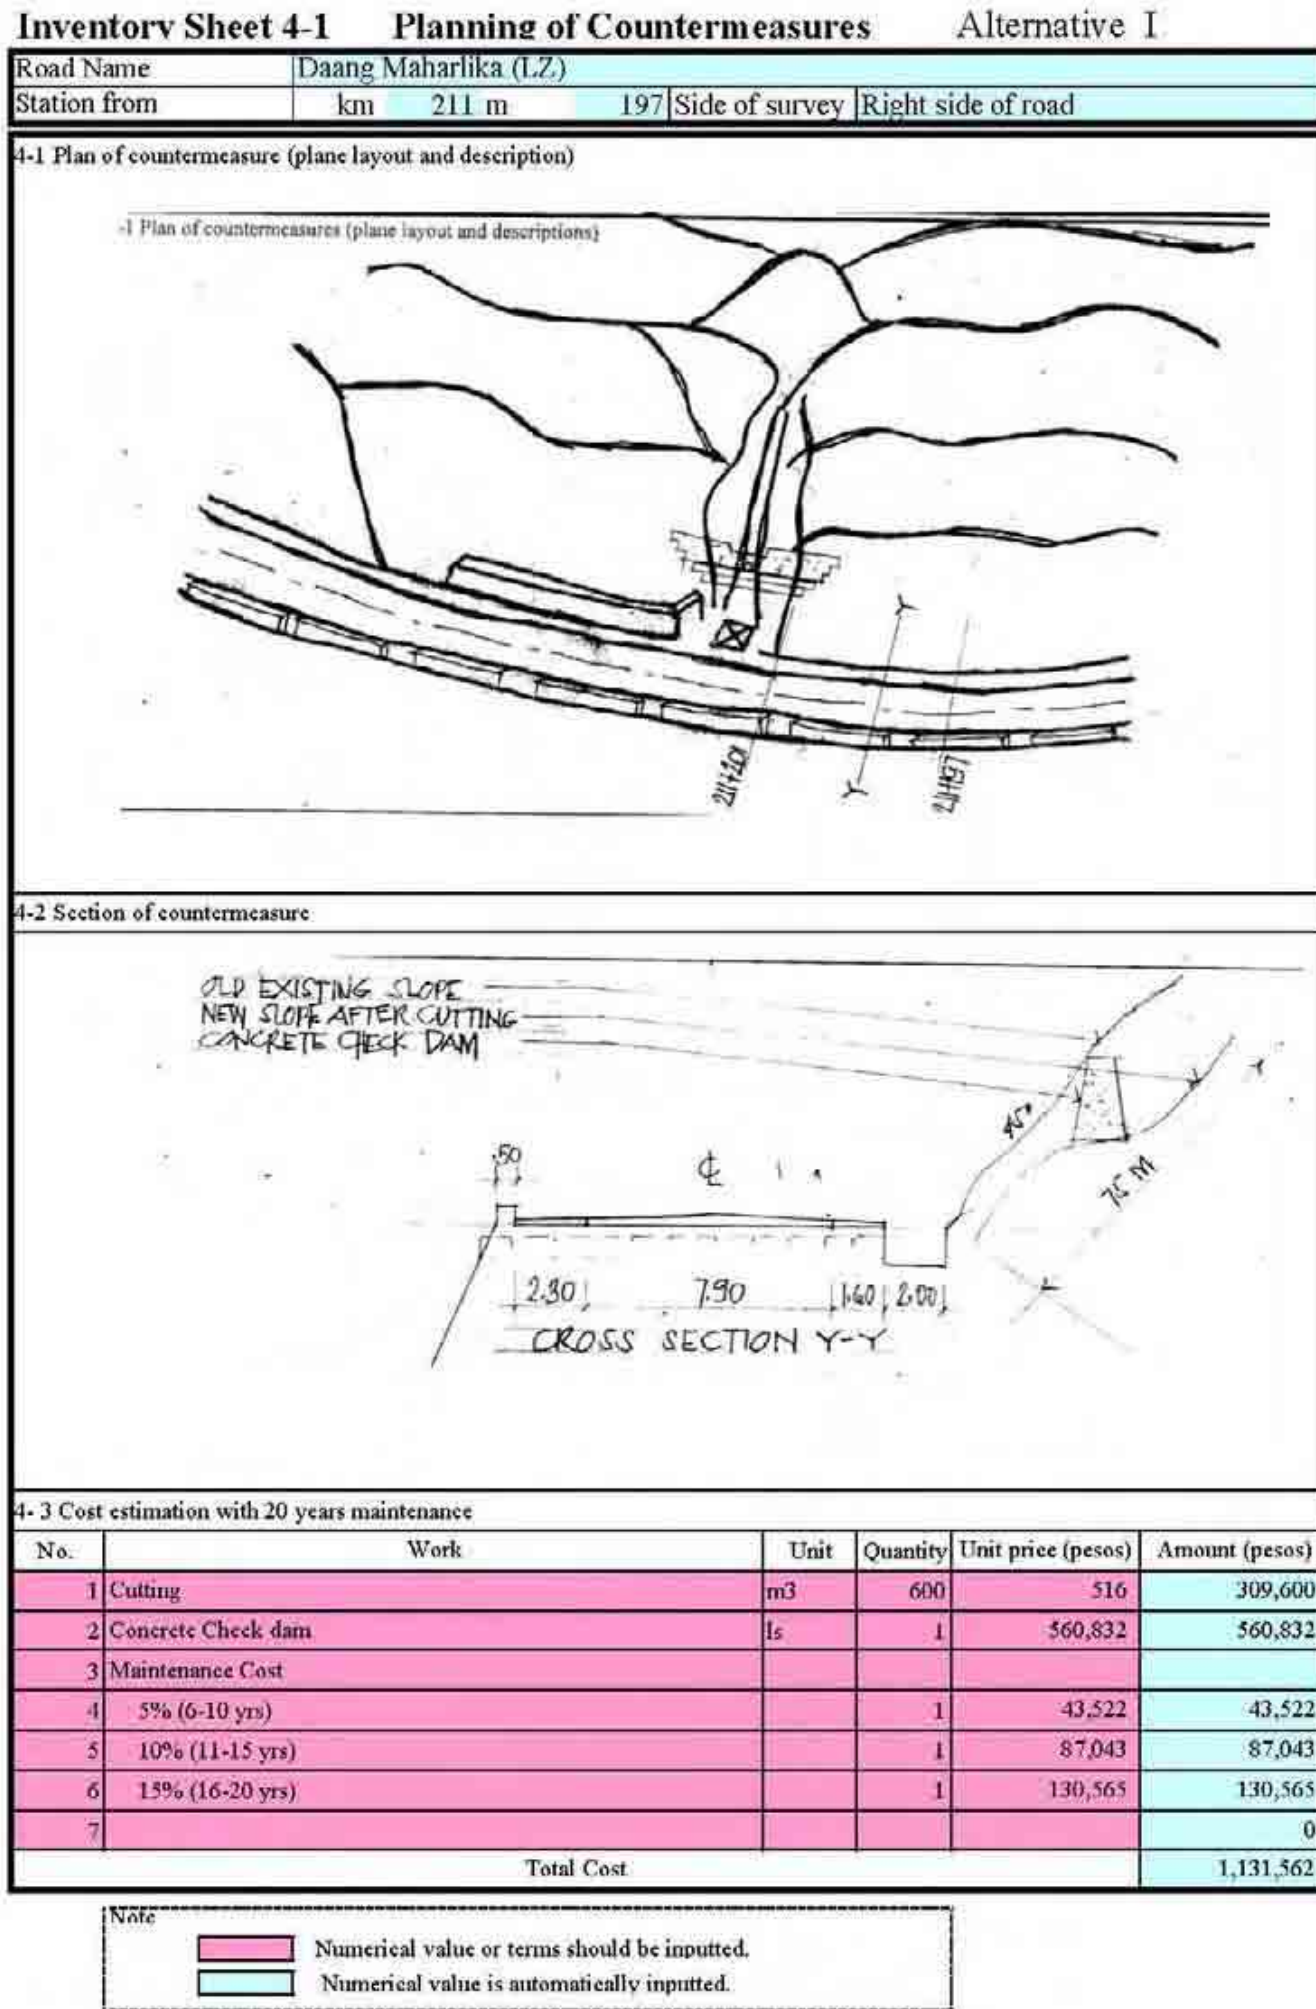 Inventory Sheet 4-1 Planning of Countermeasures Alternative I
Road Name Daang Maharlika (LZ)
Station from km 211 m 197 Side of survey Right side of road
4-1 Plan of countermeasure (plane layout and description)
-1 Plan of countermeasures (plane layout and descriptions)
Y
Y
211+201
211+197
4-2 Section of countermeasure
OLD EXISTING SLOPE
NEW SLOPE AFTER CUTTING
CONCRETE CHECK DAM
45°
.50
75 M
2.30 7.90 1.60 2.00
CROSS SECTION Y-Y
4- 3 Cost estimation with 20 years maintenance
No. Work Unit Quantity Unit price (pesos) Amount (pesos)
1 Cutting m3 600 516 309,600
2 Concrete Check dam ls 1 560,832 560,832
3 Maintenance Cost
4 5% (6-10 yrs) 1 43,522 43,522
5 10% (11-15 yrs) 1 87,043 87,043
6 15% (16-20 yrs) 1 130,565 130,565
7 0
Total Cost 1,131,562
Note
Numerical value or terms should be inputted.
Numerical value is automatically inputted.